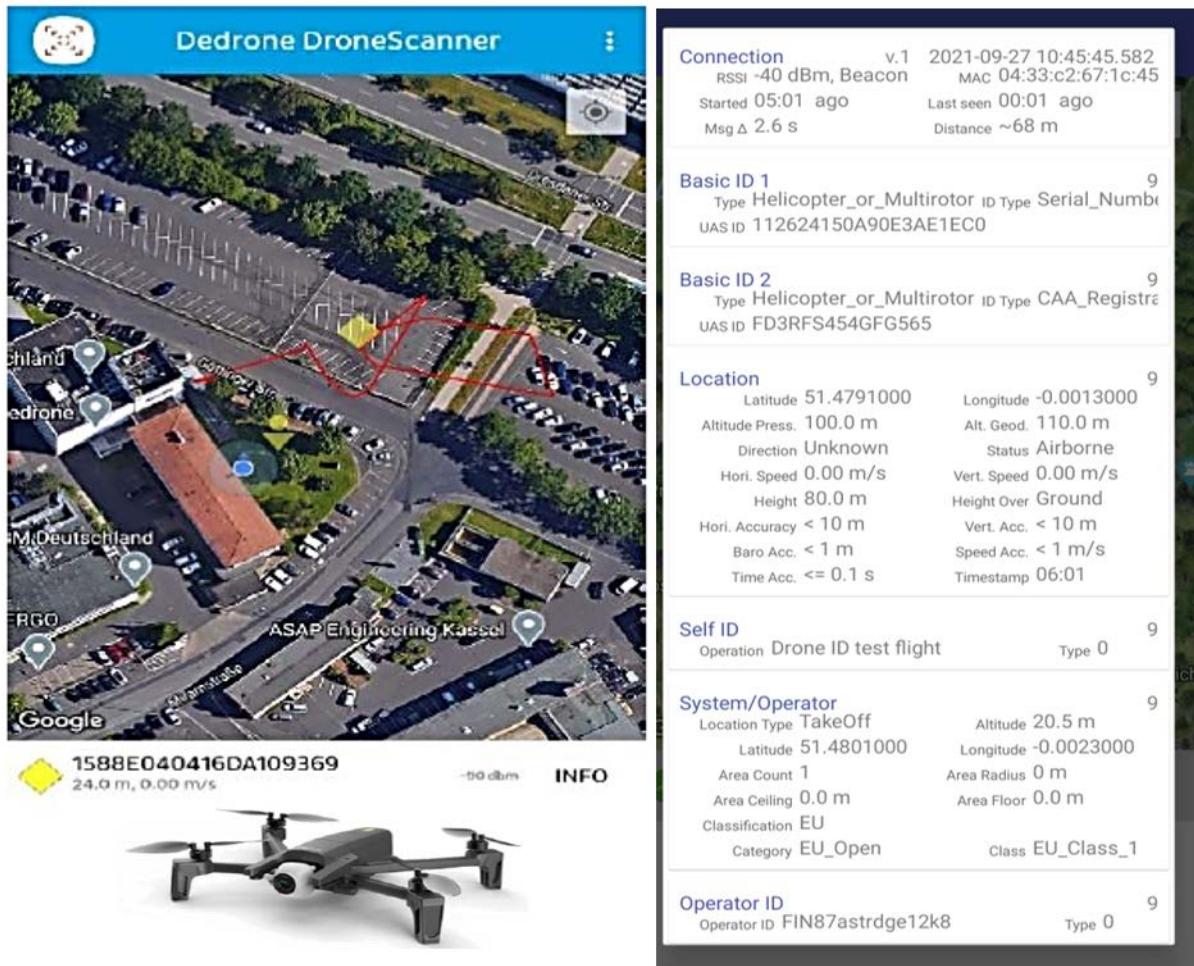 Dedrone DroneScanner
Dresdener Str.
chland
edrone
M Deutschland
ERGO
ASAP Engineering Kassel
Miramstraße
Google
1588E040416DA109369
24.0 m, 0.00 m/s
-90 dbm
INFO
Connection v.1 2021-09-27 10:45:45.582
RSSI -40 dBm, Beacon MAC 04:33:c2:67:1c:45
Started 05:01 ago Last seen 00:01 ago
Msg Δ 2.6 s Distance ~68 m
Basic ID 1 9
Type Helicopter_or_Multirotor ID Type Serial_Numbe
UAS ID 112624150A90E3AE1EC0
Basic ID 2 9
Type Helicopter_or_Multirotor ID Type CAA_Registra
UAS ID FD3RFS454GFG565
Location 9
Latitude 51.4791000 Longitude -0.0013000
Altitude Press. 100.0 m Alt. Geod. 110.0 m
Direction Unknown Status Airborne
Hori. Speed 0.00 m/s Vert. Speed 0.00 m/s
Height 80.0 m Height Over Ground
Hori. Accuracy < 10 m Vert. Acc. < 10 m
Baro Acc. < 1 m Speed Acc. < 1 m/s
Time Acc. <= 0.1 s Timestamp 06:01
Self ID 9
Operation Drone ID test flight Type 0
System/Operator 9
Location Type TakeOff Altitude 20.5 m
Latitude 51.4801000 Longitude -0.0023000
Area Count 1 Area Radius 0 m
Area Ceiling 0.0 m Area Floor 0.0 m
Classification EU
Category EU_Open Class EU_Class_1
Operator ID 9
Operator ID FIN87astrdge12k8 Type 0